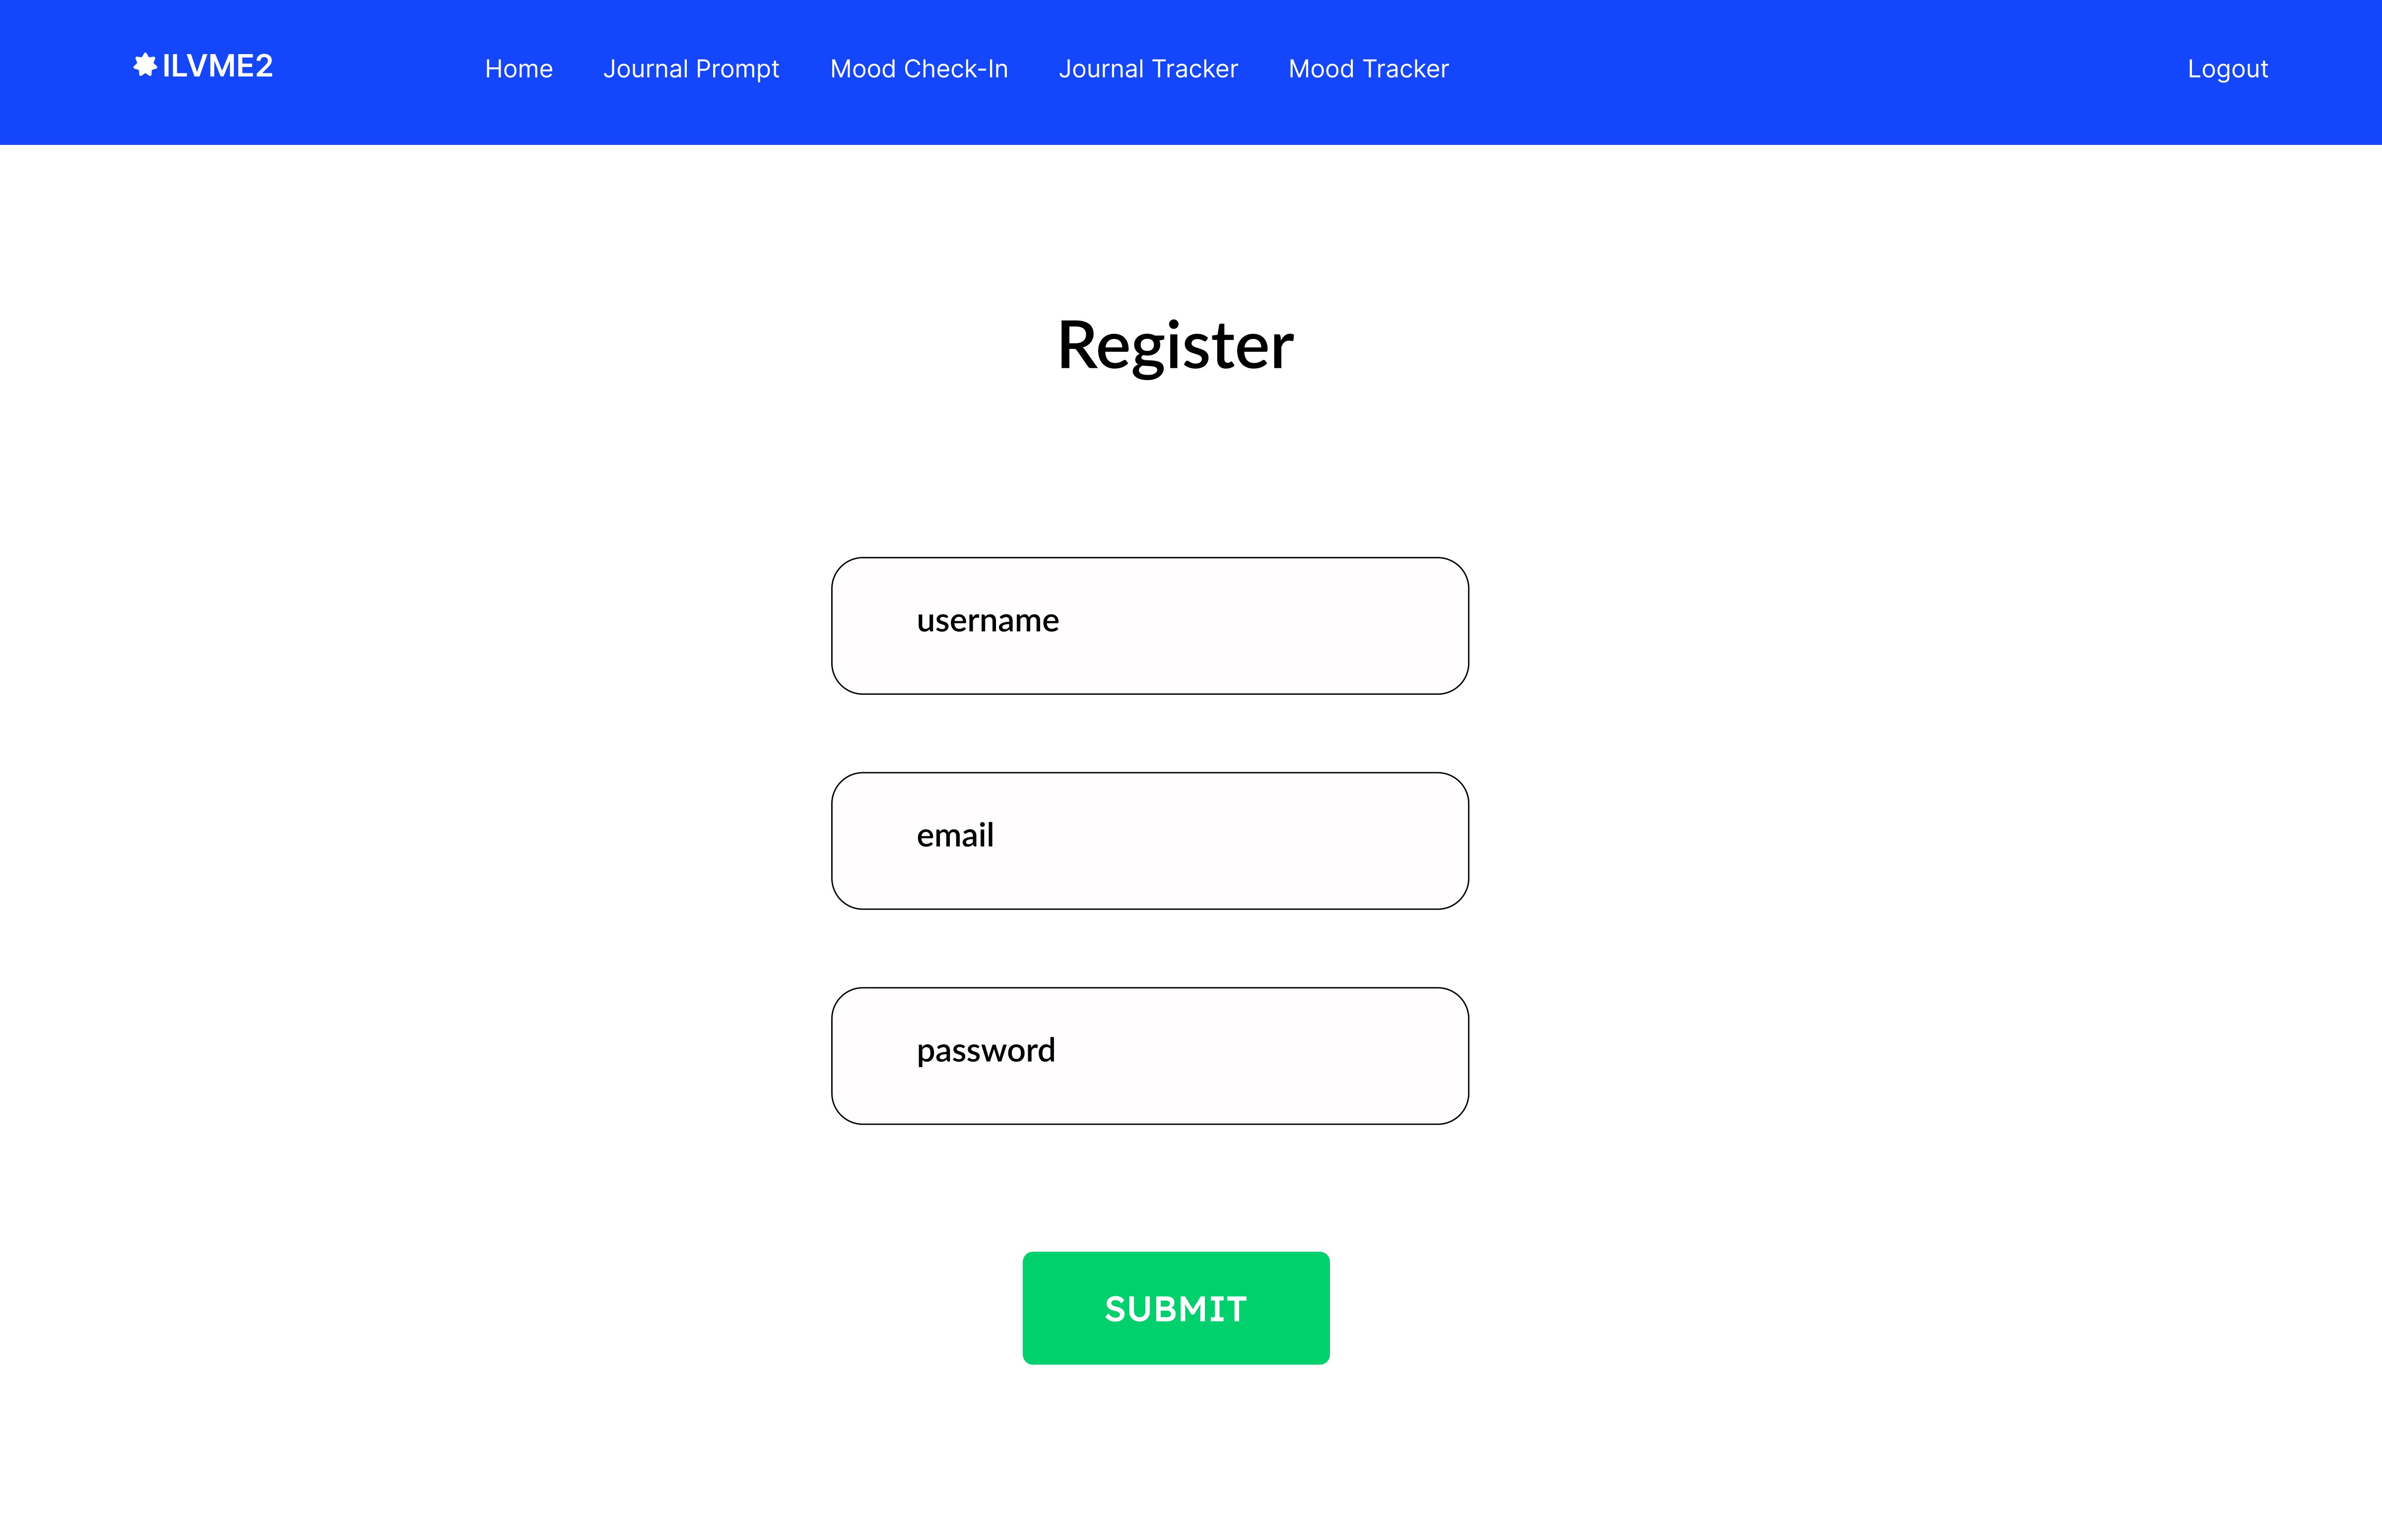 ILVME2 Home Journal Prompt Mood Check-In Journal Tracker Mood Tracker Logout
Register
username
email
password
SUBMIT